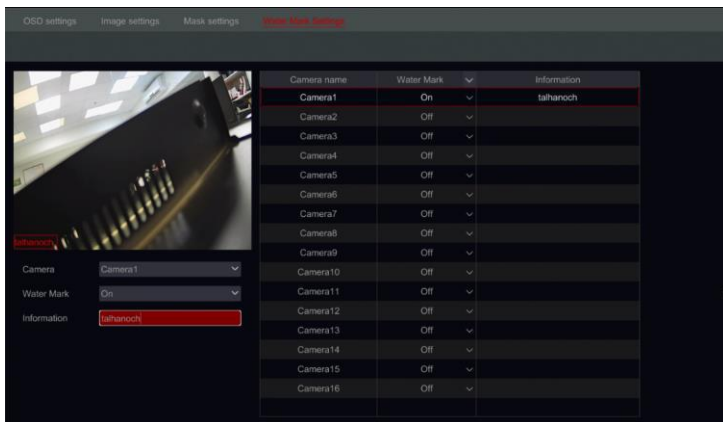 OSD settings Image settings Mask settings Water Mark Settings
Camera name Water Mark Information
Camera1 On talhanoch
Camera2 Off
Camera3 Off
Camera4 Off
Camera5 Off
Camera6 Off
Camera7 Off
Camera8 Off
Camera9 Off
Camera10 Off
Camera11 Off
Camera12 Off
Camera13 Off
Camera14 Off
Camera15 Off
Camera16 Off
talhanoch
Camera Camera1
Water Mark On
Information talhanoch